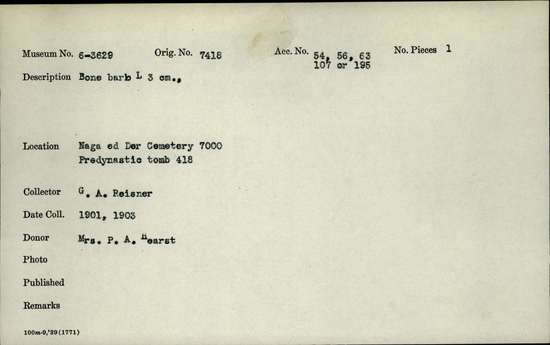 Museum No. 6-3629 Orig. No. 7418 Acc. No. 54, 56, 63 No. Pieces 1
107 or 195
Description Bone barb L 3 cm.,
Location Naga ed Der Cemetery 7000
Predynastic tomb 418
Collector G. A. Reisner
Date Coll. 1901, 1903
Donor Mrs. P. A. Hearst
Photo
Published
Remarks
100m-9,'39(1771)